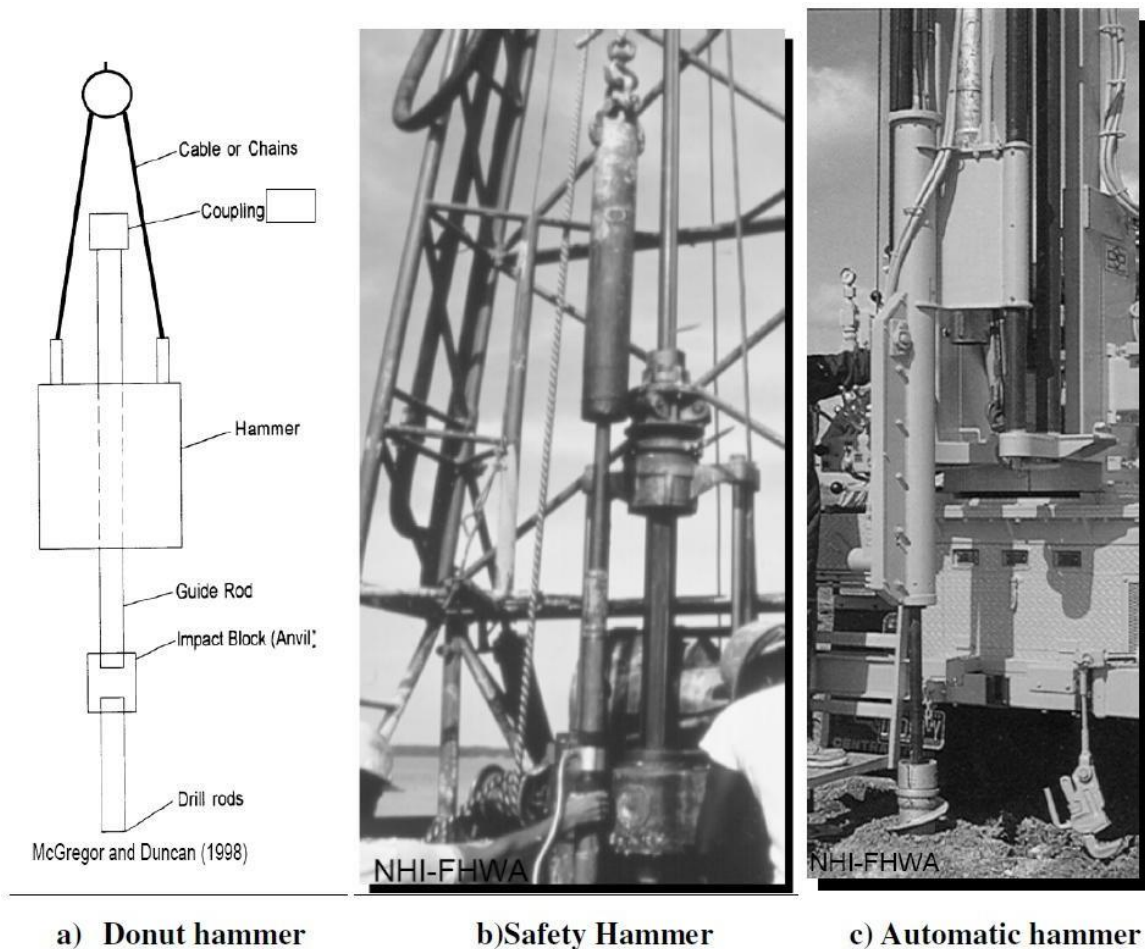 Cable or Chains
Coupling
Hammer
Guide Rod
Impact Block (Anvil)
Drill rods
McGregor and Duncan (1998)
NHI-FHWA
NHI-FHWA
a) Donut hammer
b)Safety Hammer
c) Automatic hammer